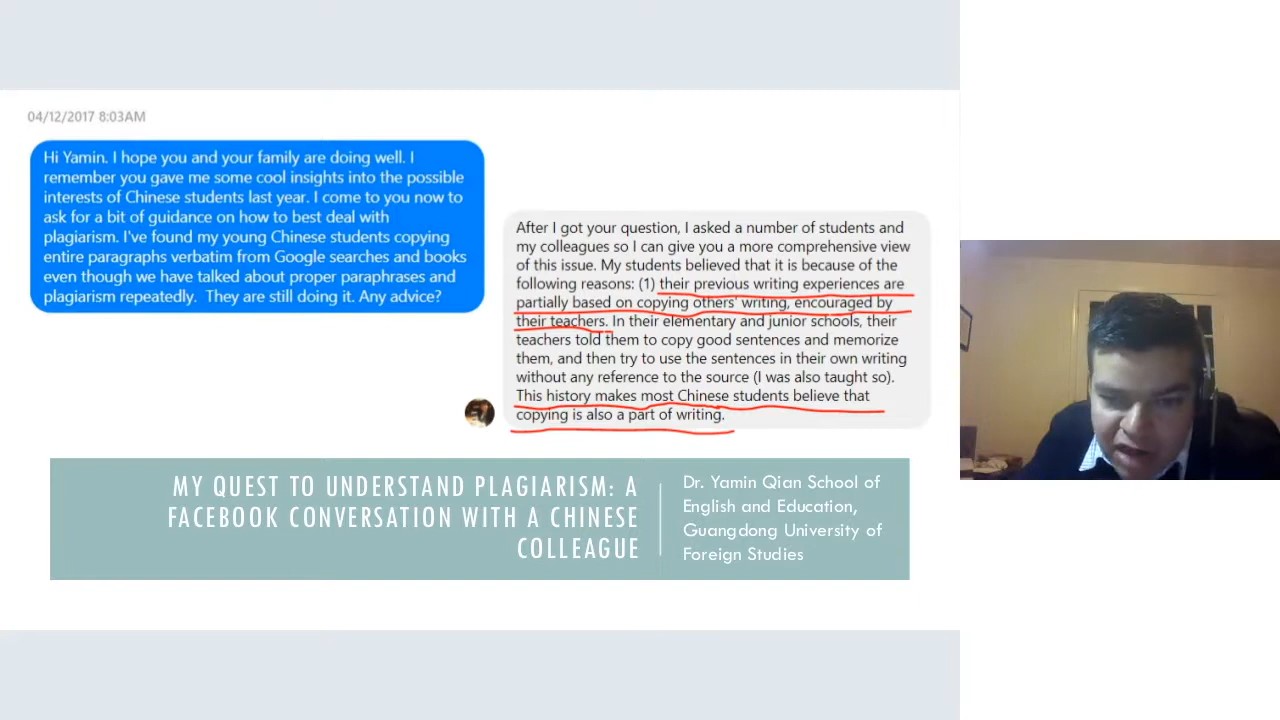 04/12/2017 8:03AM
Hi Yamin. I hope you and your family are doing well. I
remember you gave me some cool insights into the possible
interests of Chinese students last year. I come to you now to
ask for a bit of guidance on how to best deal with
plagiarism. I've found my young Chinese students copying
entire paragraphs verbatim from Google searches and books
even though we have talked about proper paraphrases and
plagiarism repeatedly.  They are still doing it. Any advice?
After I got your question, I asked a number of students and
my colleagues so I can give you a more comprehensive view
of this issue. My students believed that it is because of the
following reasons: (1) their previous writing experiences are
partially based on copying others' writing, encouraged by
their teachers. In their elementary and junior schools, their
teachers told them to copy good sentences and memorize
them, and then try to use the sentences in their own writing
without any reference to the source (I was also taught so).
This history makes most Chinese students believe that
copying is also a part of writing.
MY QUEST TO UNDERSTAND PLAGIARISM: A
FACEBOOK CONVERSATION WITH A CHINESE
COLLEAGUE
Dr. Yamin Qian School of
English and Education,
Guangdong University of
Foreign Studies